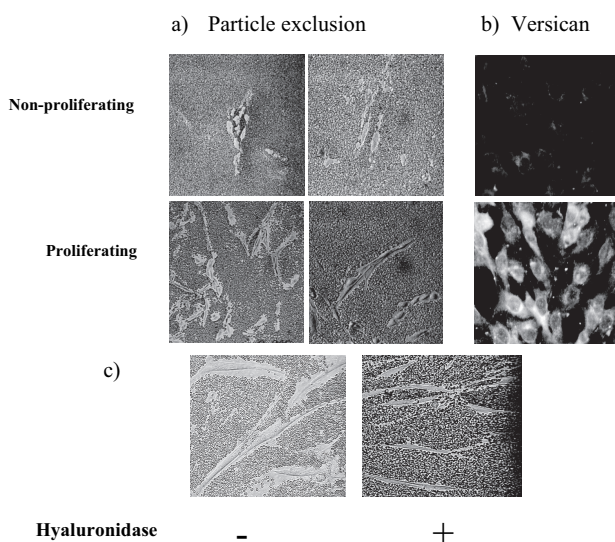 a) Particle exclusion
b) Versican
Non-proliferating
Proliferating
c)
Hyaluronidase - +